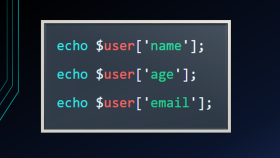 echo $user['name'];
echo $user['age'];
echo $user['email'];